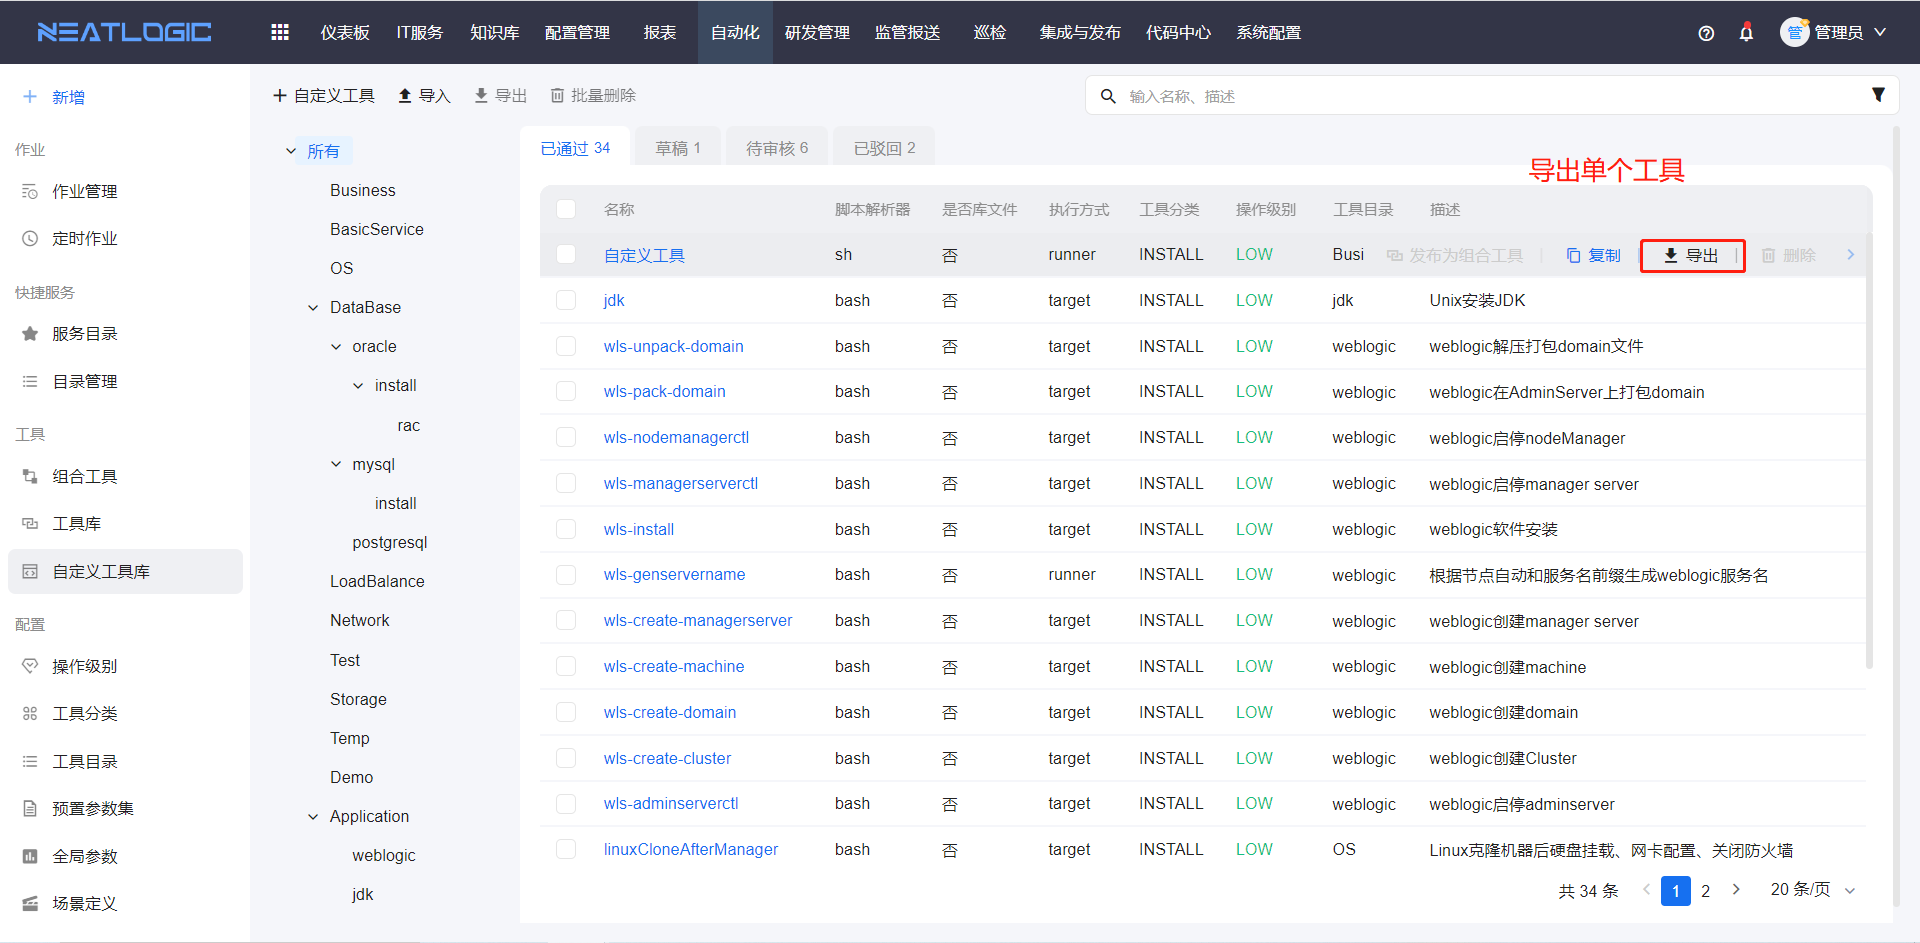 NEATLOGIC 仪表板 IT服务 知识库 配置管理 报表 自动化 研发管理 监管报送 巡检 集成与发布 代码中心 系统配置 管 管理员
新增
作业
作业管理
定时作业
快捷服务
服务目录
目录管理
工具
组合工具
工具库
自定义工具库
配置
操作级别
工具分类
工具目录
预置参数集
全局参数
场景定义
自定义工具 导入 导出 批量删除 输入名称、描述
所有
Business
BasicService
OS
DataBase
oracle
install
rac
mysql
install
postgresql
LoadBalance
Network
Test
Storage
Temp
Demo
Application
weblogic
jdk
已通过 34 草稿 1 待审核 6 已驳回 2
导出单个工具
名称 脚本解析器 是否库文件 执行方式 工具分类 操作级别 工具目录 描述
自定义工具 sh 否 runner INSTALL LOW Busi 发布为组合工具 复制 导出 删除
jdk bash 否 target INSTALL LOW jdk Unix安装JDK
wls-unpack-domain bash 否 target INSTALL LOW weblogic weblogic解压打包domain文件
wls-pack-domain bash 否 target INSTALL LOW weblogic weblogic在AdminServer上打包domain
wls-nodemanagerctl bash 否 target INSTALL LOW weblogic weblogic启停nodeManager
wls-managerserverctl bash 否 target INSTALL LOW weblogic weblogic启停manager server
wls-install bash 否 target INSTALL LOW weblogic weblogic软件安装
wls-genservername bash 否 runner INSTALL LOW weblogic 根据节点自动和服务名前缀生成weblogic服务名
wls-create-managerserver bash 否 target INSTALL LOW weblogic weblogic创建manager server
wls-create-machine bash 否 target INSTALL LOW weblogic weblogic创建machine
wls-create-domain bash 否 target INSTALL LOW weblogic weblogic创建domain
wls-create-cluster bash 否 target INSTALL LOW weblogic weblogic创建Cluster
wls-adminserverctl bash 否 target INSTALL LOW weblogic weblogic启停adminserver
linuxCloneAfterManager bash 否 target INSTALL LOW OS Linux克隆机器后硬盘挂载、网卡配置、关闭防火墙
共 34 条 1 2 20 条/页